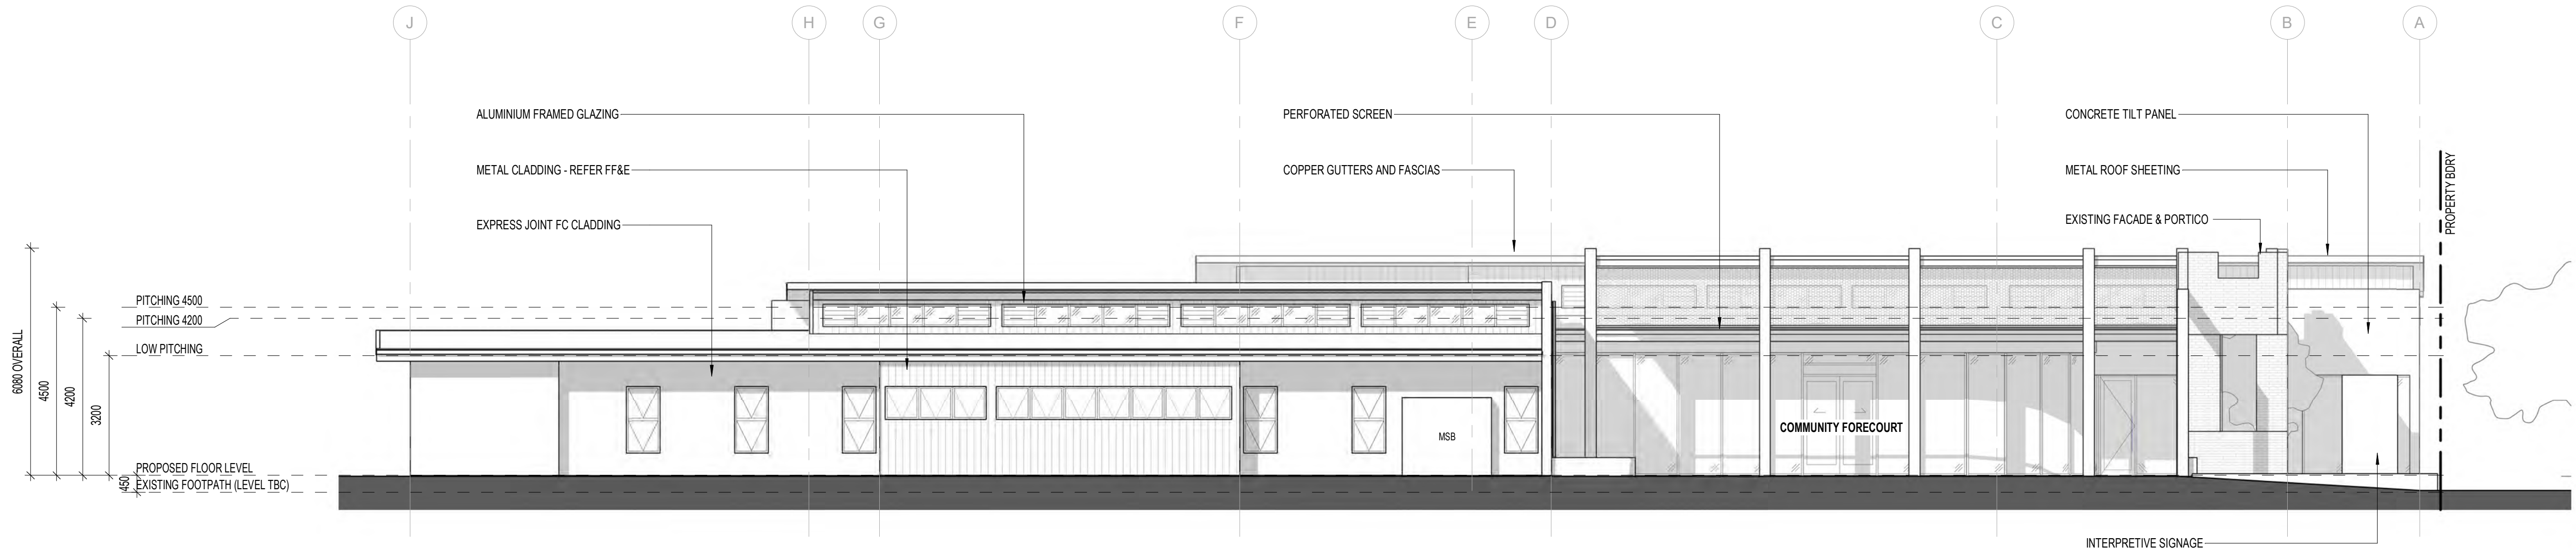 J
H
G
F
E
D
C
B
A
ALUMINIUM FRAMED GLAZING
PERFORATED SCREEN
CONCRETE TILT PANEL
METAL CLADDING - REFER FF&E
COPPER GUTTERS AND FASCIAS
METAL ROOF SHEETING
EXPRESS JOINT FC CLADDING
EXISTING FACADE & PORTICO
PROPERTY BDRY
PITCHING 4500
PITCHING 4200
LOW PITCHING
6080 OVERALL
4500
4200
3200
COMMUNITY FORECOURT
MSB
PROPOSED FLOOR LEVEL
450
EXISTING FOOTPATH (LEVEL TBC)
INTERPRETIVE SIGNAGE